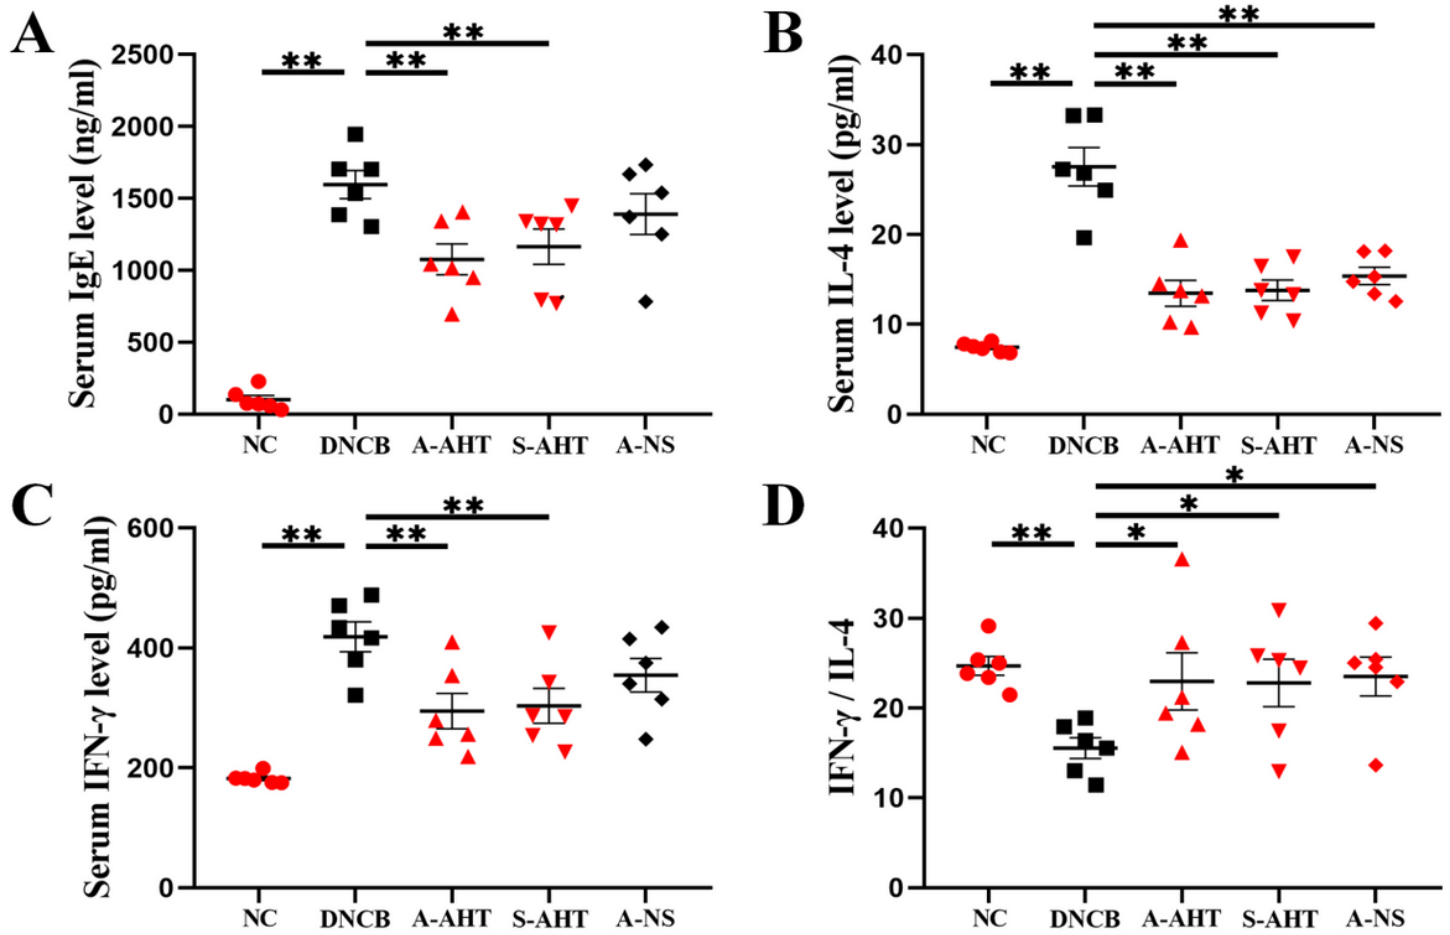 A
Serum IgE level (ng/ml)
2500
2000
1500
1000
500
0
**
**
**
NC DNCB A-AHT S-AHT A-NS
B
Serum IL-4 level (pg/ml)
40
30
20
10
0
**
**
**
**
NC DNCB A-AHT S-AHT A-NS
C
Serum IFN-γ level (pg/ml)
600
400
200
0
**
**
**
NC DNCB A-AHT S-AHT A-NS
D
IFN-γ / IL-4
40
30
20
10
0
*
*
** *
NC DNCB A-AHT S-AHT A-NS